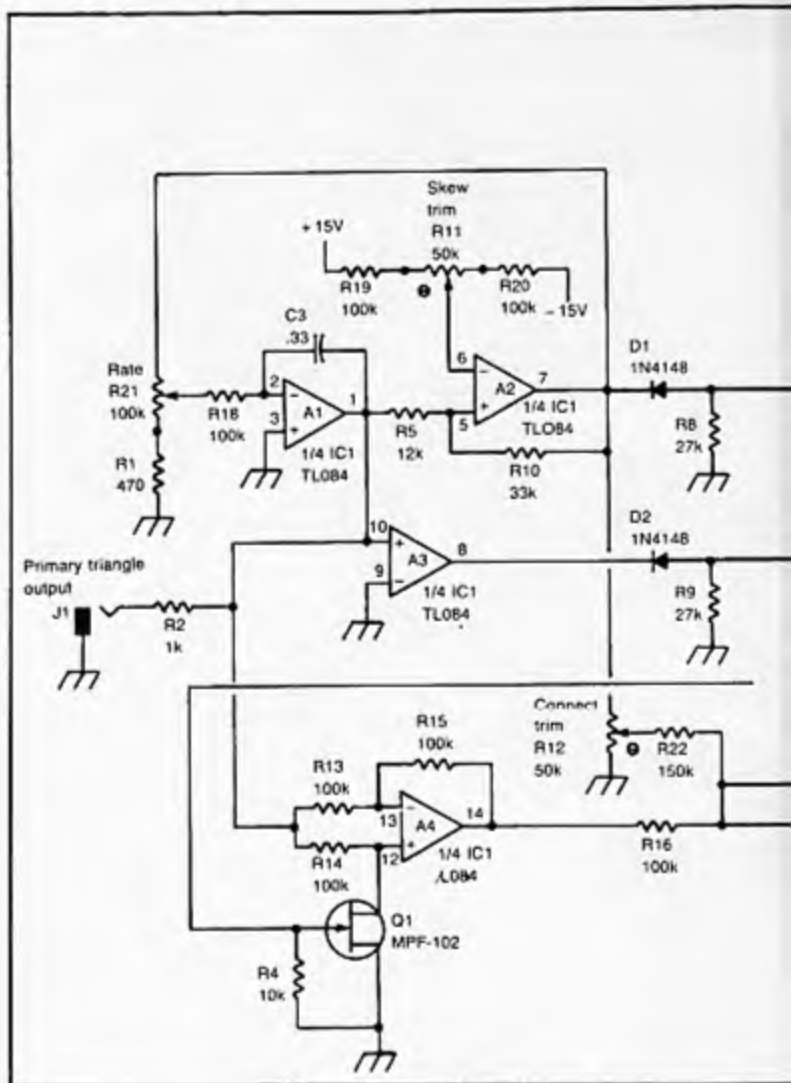 Skew
trim
R11
50k
+ 15V
R19
100k
R20
100k
- 15V
C3
.33
Rate
R21
100k
R18
100k
2
-
3
+
A1
1
1/4 IC1
TL084
R5
12k
6
-
5
+
A2
7
1/4 IC1
TLO84
R10
33k
D1
1N4148
R8
27k
R1
470
10
+
9
-
A3
8
1/4 IC1
TL084
D2
1N4148
R9
27k
Primary triangle
output
J1
R2
1k
Connect
trim
R12
50k
R22
150k
R15
100k
R13
100k
R14
100k
13
-
12
+
A4
14
1/4 IC1
L084
R16
100k
Q1
MPF-102
R4
10k